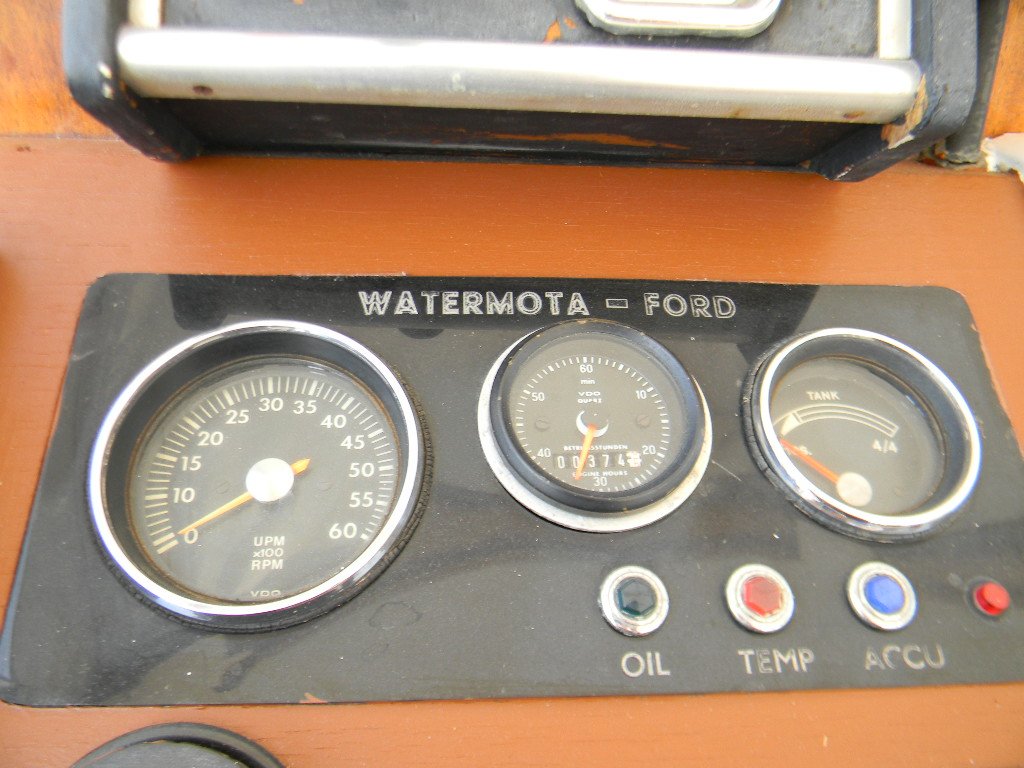 WATERMOTA - FORD
0 10 15 20 25 30 35 40 45 50 55 60
UPM
x100
RPM
VDO
60
min
VDO
50 10
BETRIEBSSTUNDEN
40 00374 20
ENGINE HOURS
30
TANK
4/4
OIL TEMP ACCU